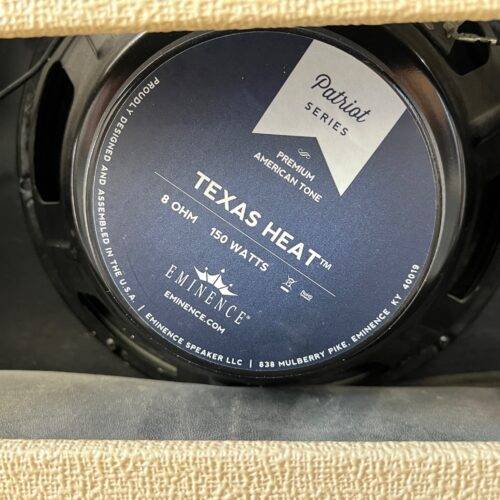 Patriot
SERIES
PREMIUM
AMERICAN TONE
TEXAS HEAT™
8 OHM 150 WATTS
EMINENCE®
EMINENCE.COM
PROUDLY DESIGNED AND ASSEMBLED IN THE U.S.A. | EMINENCE SPEAKER LLC | 838 MULBERRY PIKE, EMINENCE KY 40019